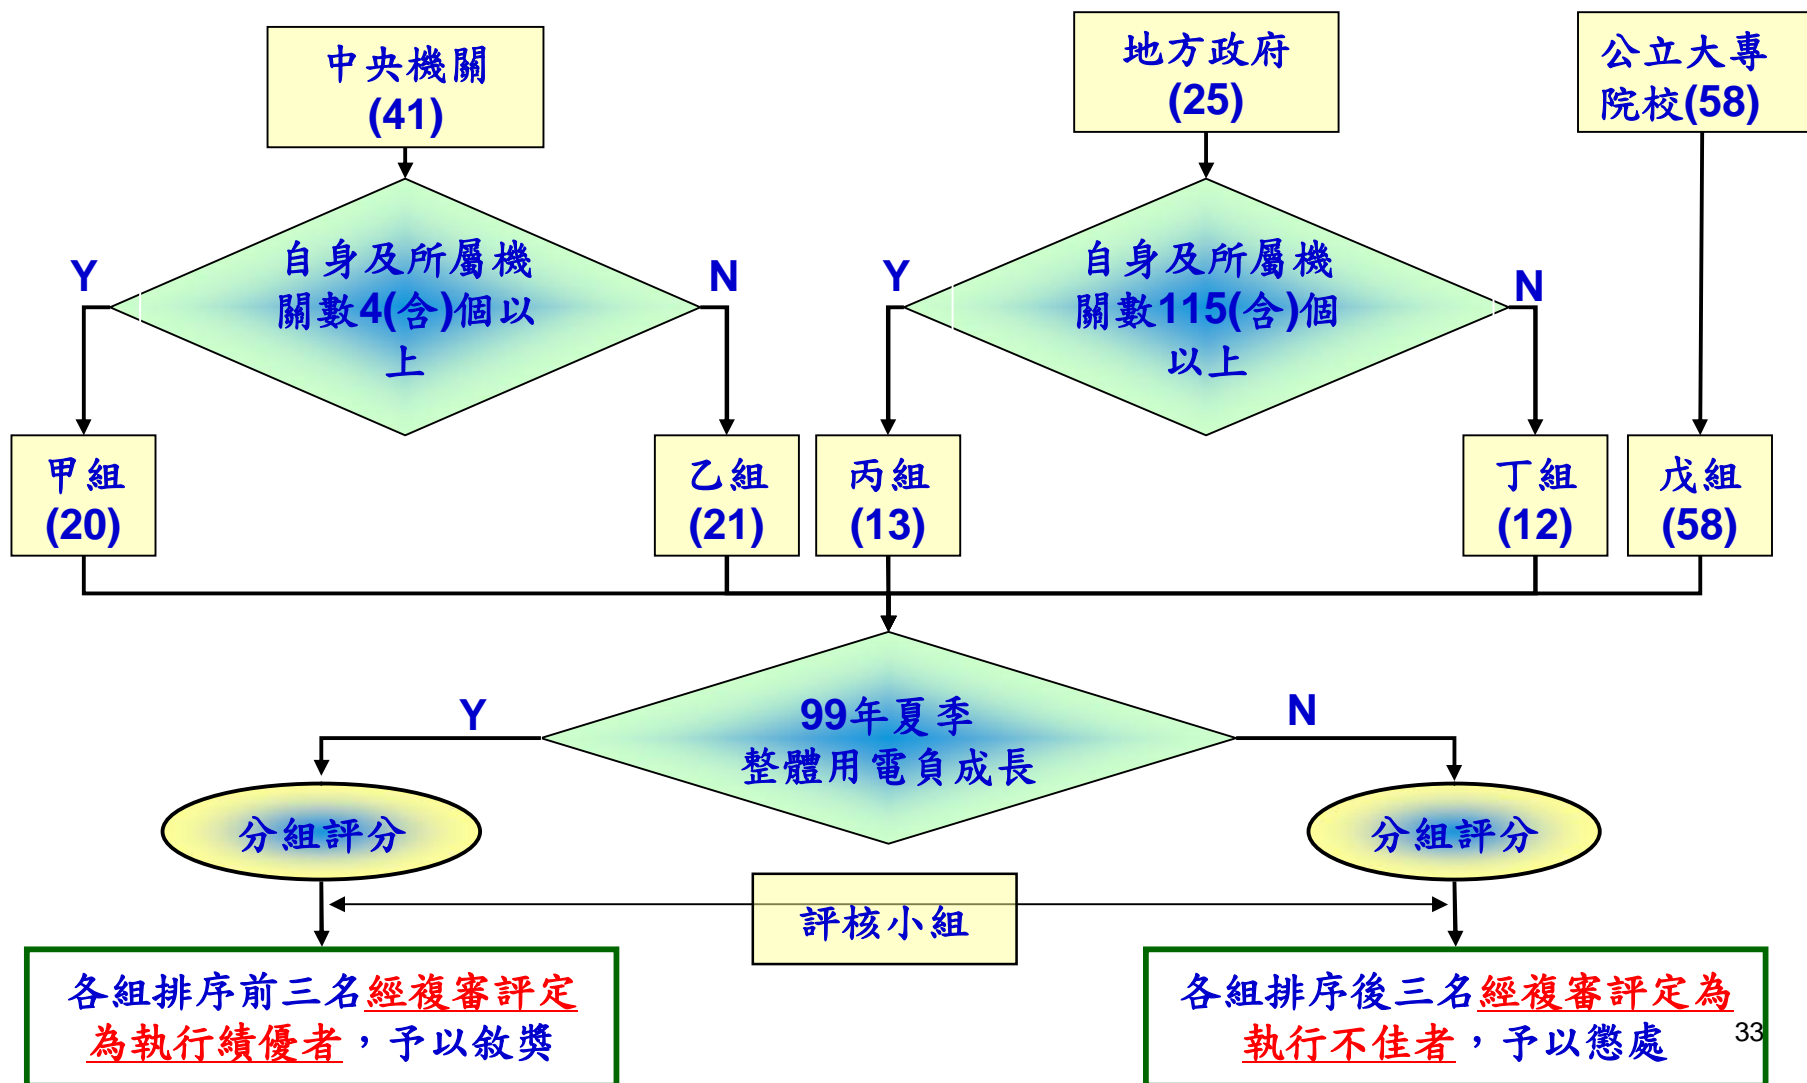 中央機關
(41)
地方政府
(25)
公立大專
院校(58)
自身及所屬機
關數4(含)個以
上
Y
N
自身及所屬機
關數115(含)個
以上
Y
N
甲組
(20)
乙組
(21)
丙組
(13)
丁組
(12)
戊組
(58)
99年夏季
整體用電負成長
Y
N
分組評分
分組評分
評核小組
各組排序前三名經複審評定
為執行績優者，予以敘獎
各組排序後三名經複審評定為
執行不佳者，予以懲處
33